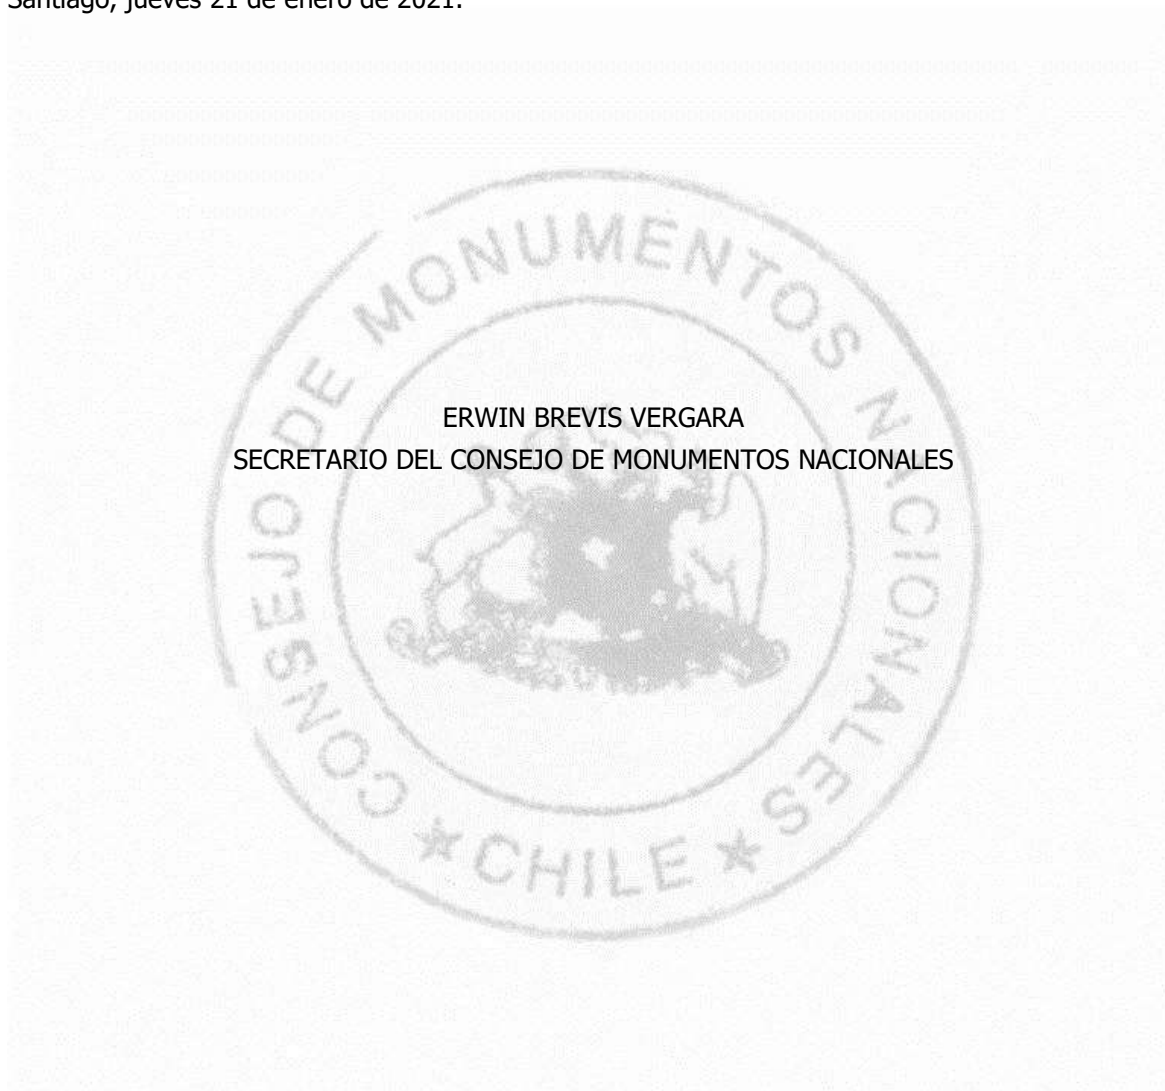 Santiago, jueves 21 de enero de 2021.
ERWIN BREVIS VERGARA
SECRETARIO DEL CONSEJO DE MONUMENTOS NACIONALES
CONSEJO DE MONUMENTOS NACIONALES
★ CHILE ★